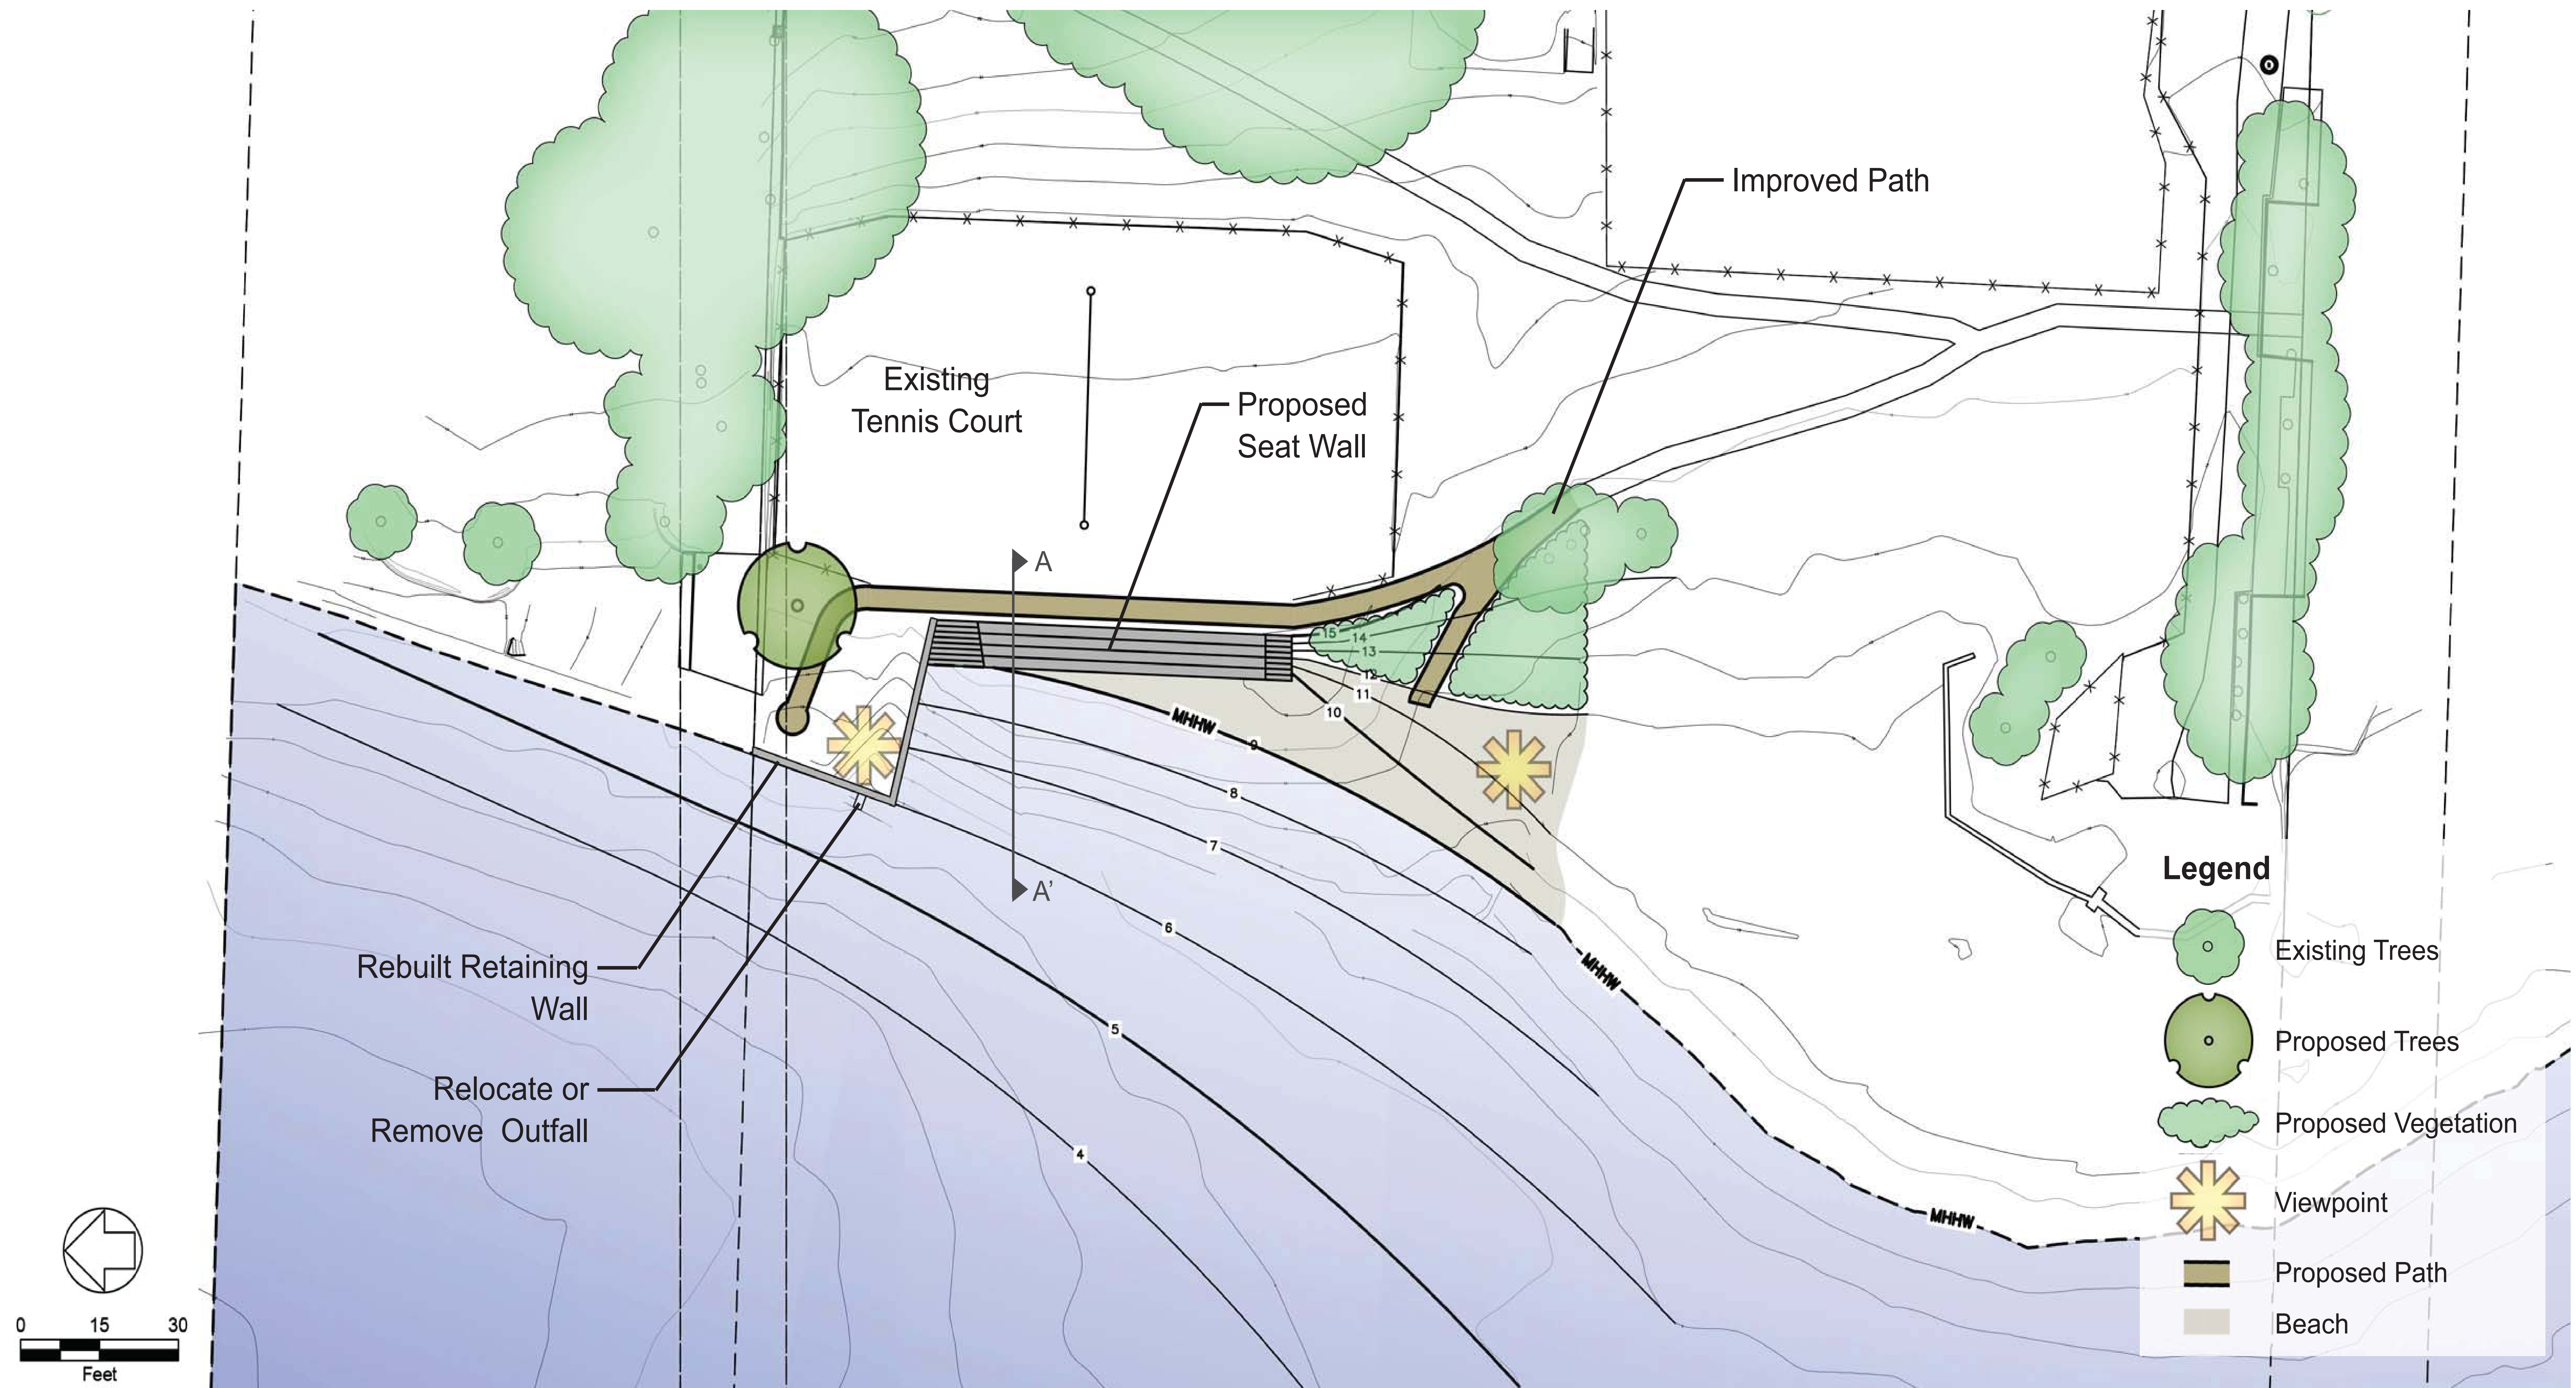 Improved Path
Existing
Tennis Court
Proposed
Seat Wall
A
15
14
13
12
11
10
MHHW
9
8
7
A'
6
5
4
MHHW
MHHW
Rebuilt Retaining
Wall
Relocate or
Remove Outfall
0 15 30
Feet
Legend
Existing Trees
Proposed Trees
Proposed Vegetation
Viewpoint
Proposed Path
Beach